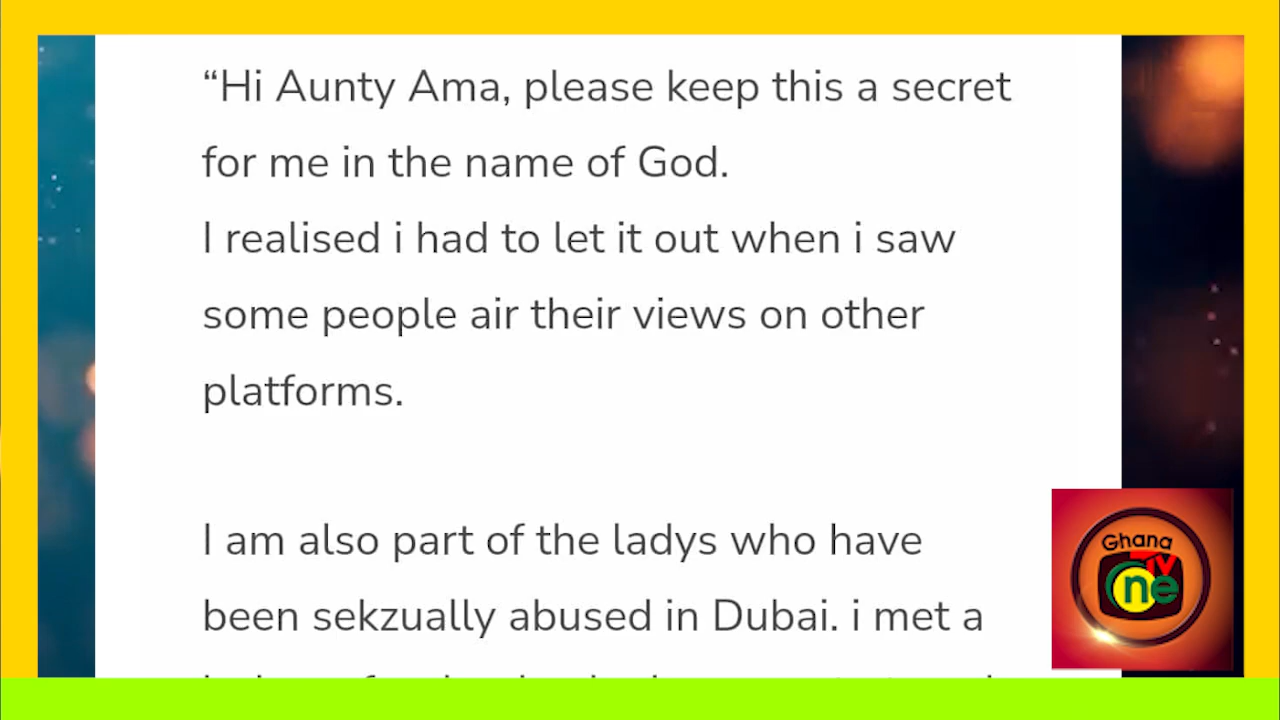 “Hi Aunty Ama, please keep this a secret
for me in the name of God.
I realised i had to let it out when i saw
some people air their views on other
platforms.
I am also part of the ladys who have
been sekzually abused in Dubai. i met a
Ghana
TV
One